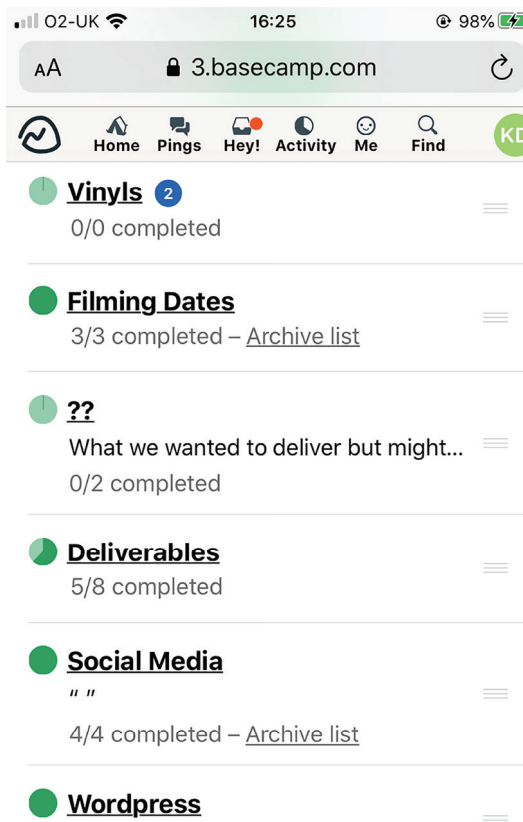 O2-UK 16:25 98%
AA 3.basecamp.com
Home Pings Hey! Activity Me Find KD
Vinyls 2
0/0 completed
Filming Dates
3/3 completed – Archive list
??
What we wanted to deliver but might...
0/2 completed
Deliverables
5/8 completed
Social Media
“ ”
4/4 completed – Archive list
Wordpress